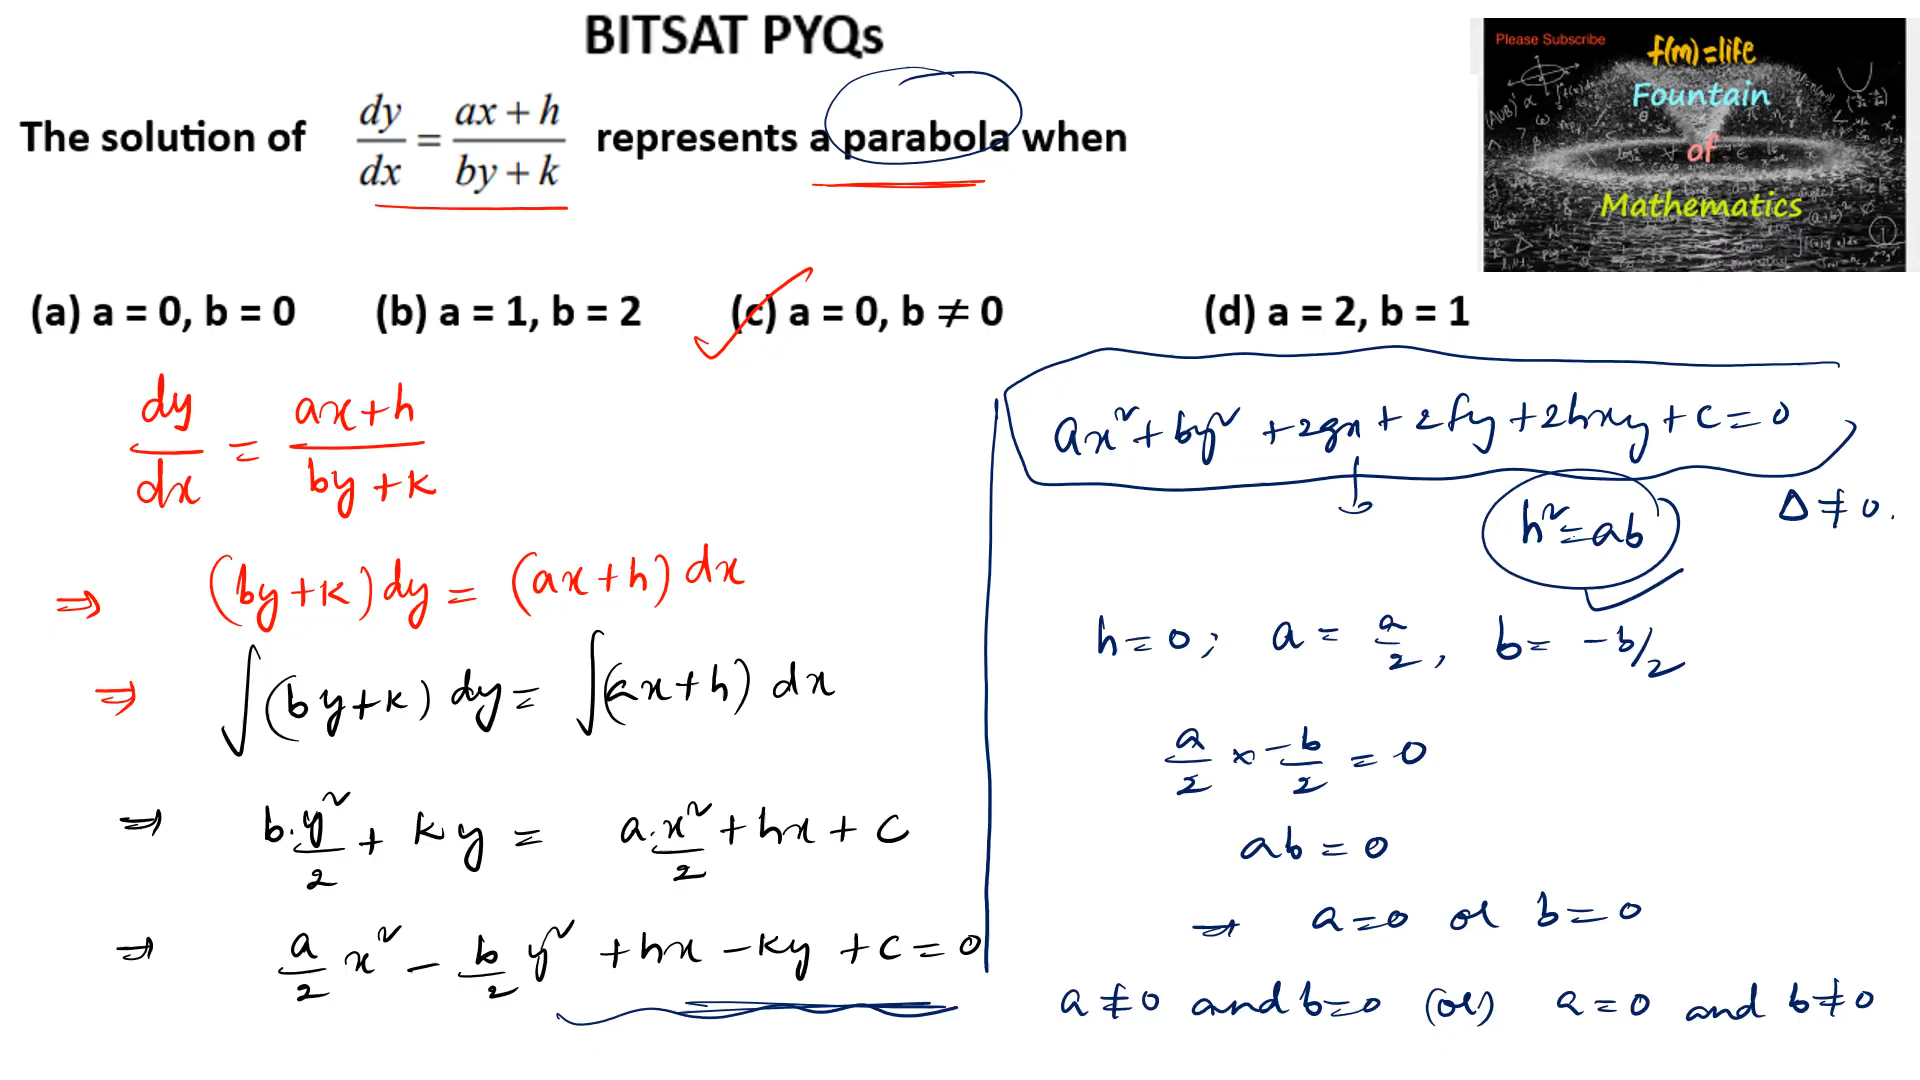 BITSAT PYQs
The solution of dy/dx = (ax + h)/(by + k) represents a parabola when
(a) a = 0, b = 0 (b) a = 1, b = 2 (c) a = 0, b ≠ 0 (d) a = 2, b = 1
Please Subscribe
f(m)=life
Fountain
of
Mathematics
dy/dx = (ax+h)/(by+k)
⇒ (by+k) dy = (ax+h) dx
⇒ ∫(by+k) dy = ∫(ax+h) dx
⇒ b·y²/2 + ky = a·x²/2 + hx + c
⇒ a/2 x² − b/2 y² + hx − ky + c = 0
ax² + by² + 2gx + 2fy + 2hxy + c = 0
h² = ab Δ ≠ 0.
h = 0; a = a/2, b = −b/2
a/2 × −b/2 = 0
ab = 0
→ a = 0 or b = 0
a ≠ 0 and b = 0 (or) a = 0 and b ≠ 0